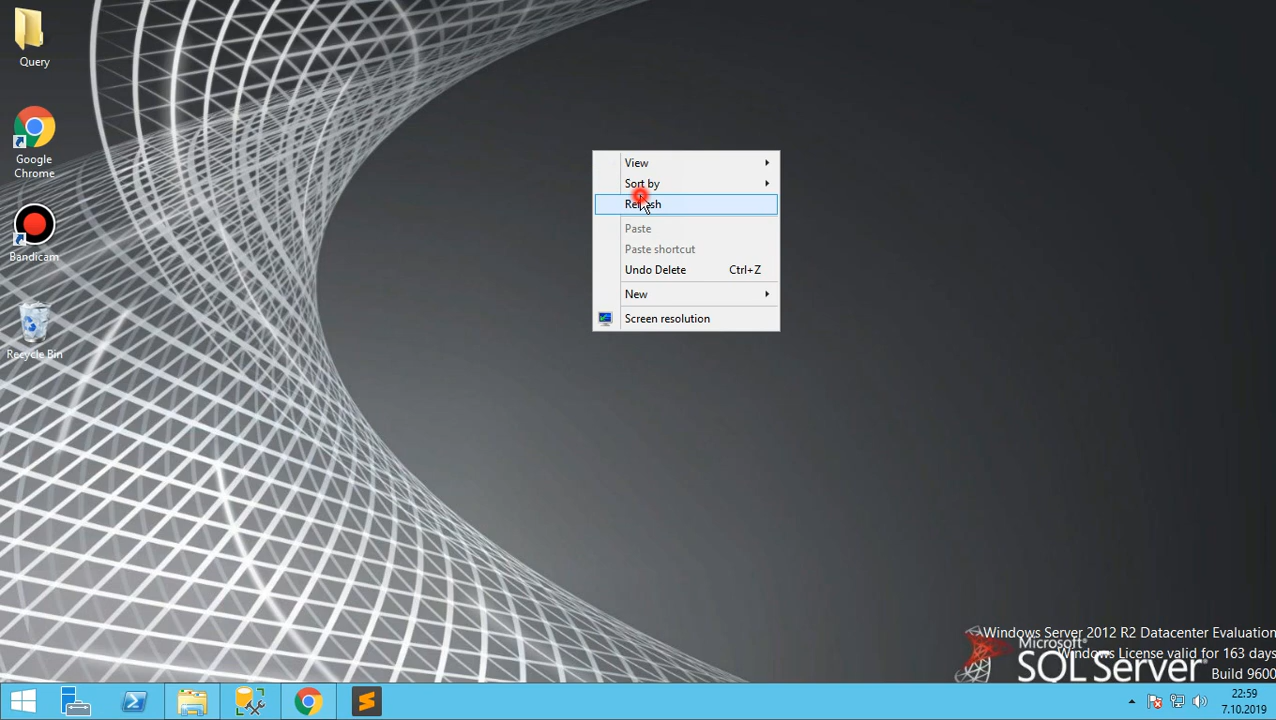 Query
Google
Chrome
Bandicam
Recycle Bin
View
Sort by
Refresh
Paste
Paste shortcut
Undo Delete Ctrl+Z
New
Screen resolution
Windows Server 2012 R2 Datacenter Evaluation
Microsoft®
Windows License valid for 163 days
SQL Server®
Build 9600
22:59
7.10.2019